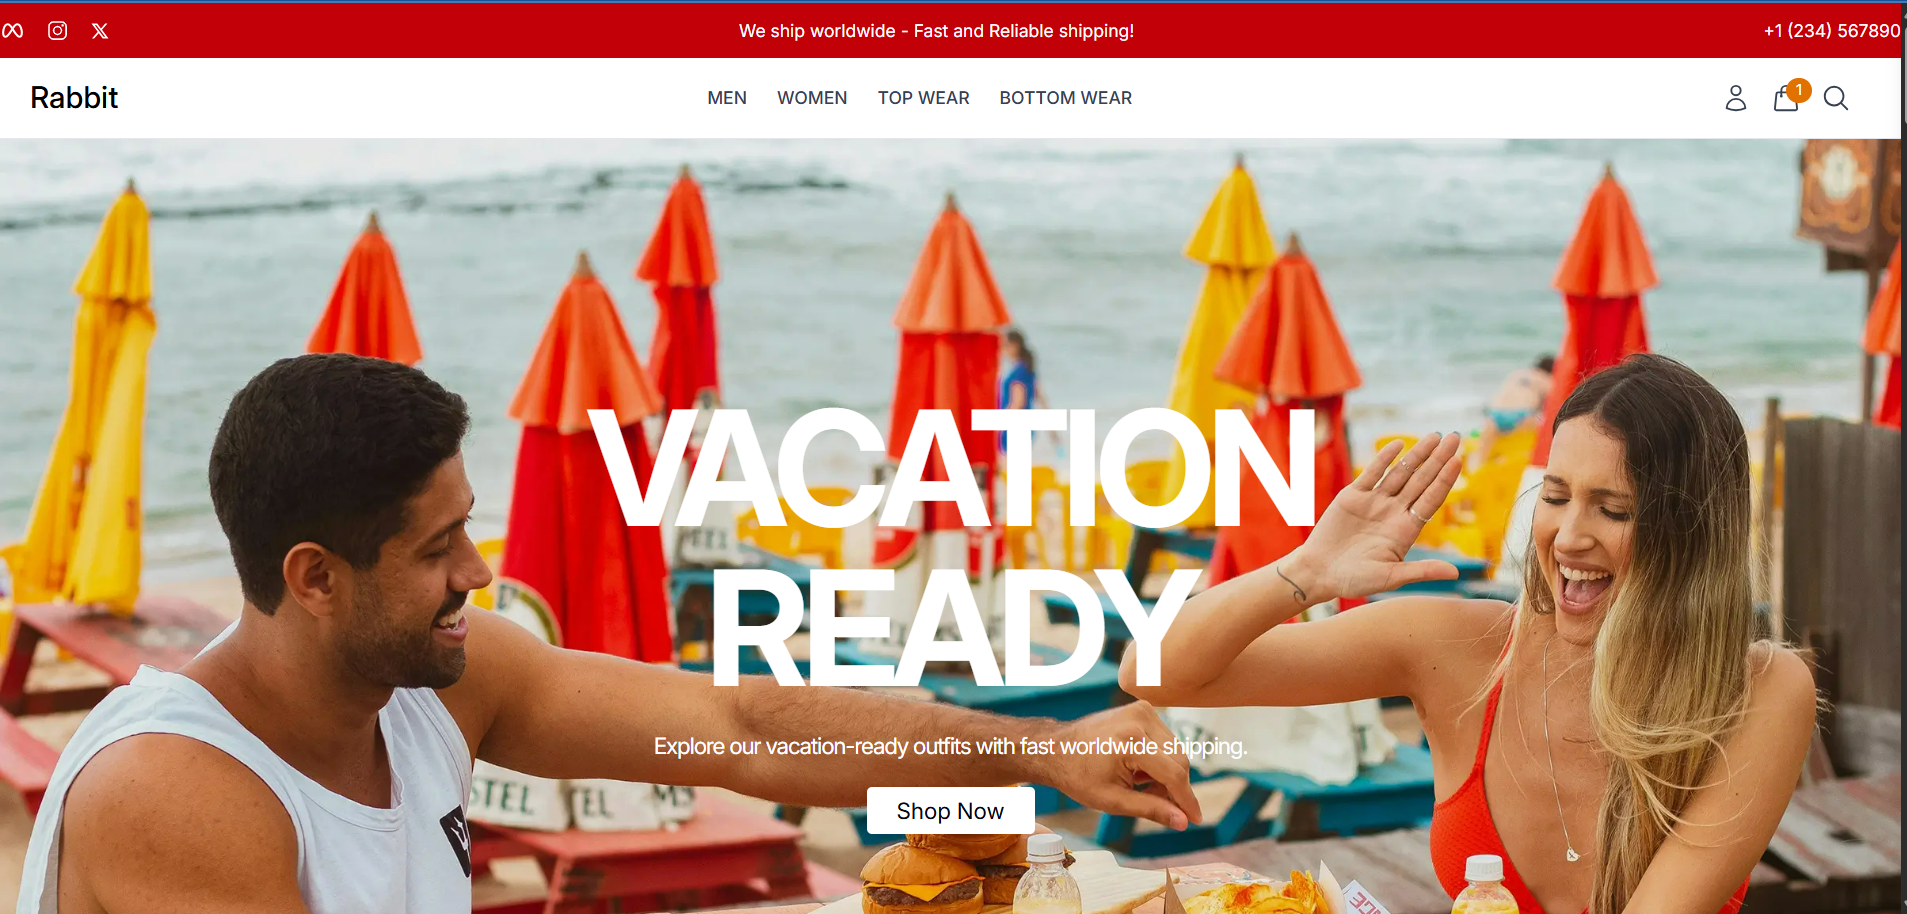 We ship worldwide - Fast and Reliable shipping!
+1 (234) 567890
Rabbit
MEN
WOMEN
TOP WEAR
BOTTOM WEAR
1
VACATION
READY
Explore our vacation-ready outfits with fast worldwide shipping.
Shop Now